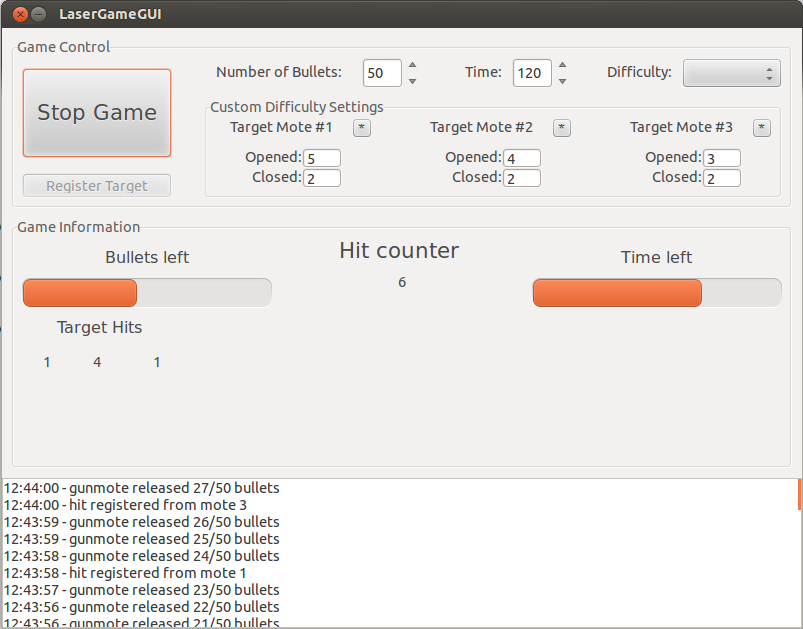 LaserGameGUI
Game Control
Stop Game
Register Target
Number of Bullets: 50
Time: 120
Difficulty:
Custom Difficulty Settings
Target Mote #1 *
Target Mote #2 *
Target Mote #3 *
Opened: 5
Opened: 4
Opened: 3
Closed: 2
Closed: 2
Closed: 2
Game Information
Bullets left
Hit counter
Time left
6
Target Hits
1 4 1
12:44:00 - gunmote released 27/50 bullets
12:44:00 - hit registered from mote 3
12:43:59 - gunmote released 26/50 bullets
12:43:59 - gunmote released 25/50 bullets
12:43:58 - gunmote released 24/50 bullets
12:43:58 - hit registered from mote 1
12:43:57 - gunmote released 23/50 bullets
12:43:56 - gunmote released 22/50 bullets
12:43:56 - gunmote released 21/50 bullets